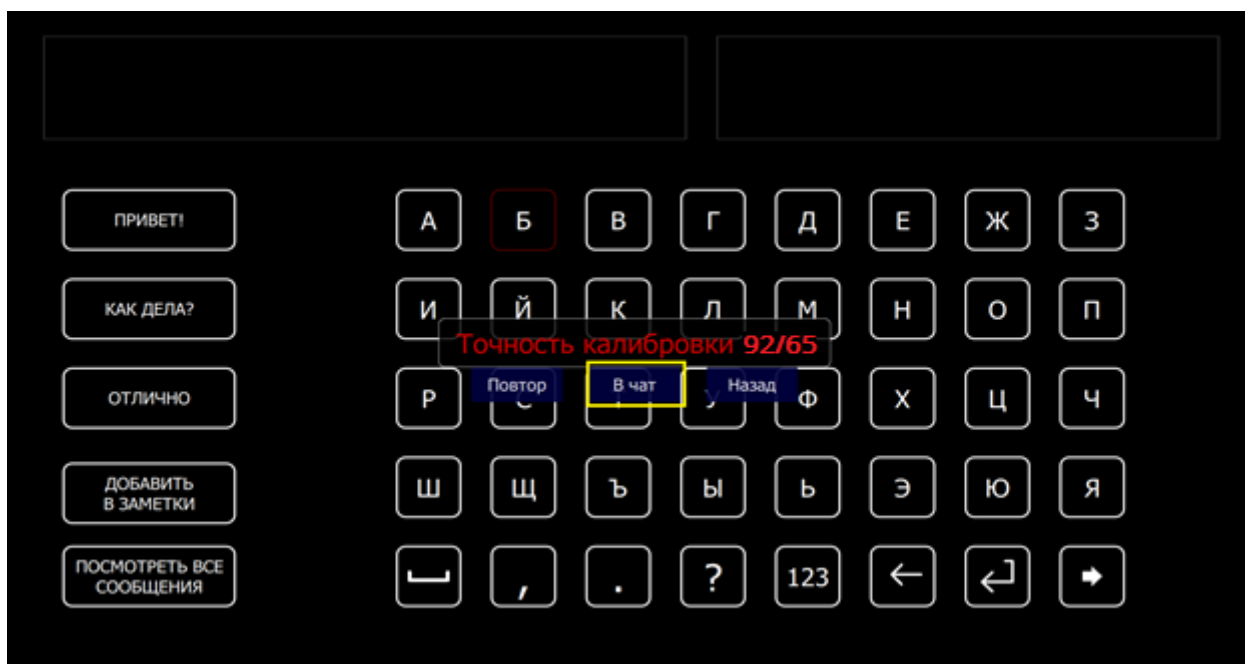 ПРИВЕТ!
А Б В Г Д Е Ж З
КАК ДЕЛА?
И Й К Л М Н О П
Точность калибровки 92/65
Повтор В чат Назад
ОТЛИЧНО
Р С У Ф Х Ц Ч
ДОБАВИТЬ
В ЗАМЕТКИ
Ш Щ Ъ Ы Ь Э Ю Я
ПОСМОТРЕТЬ ВСЕ
СООБЩЕНИЯ
, . ? 123